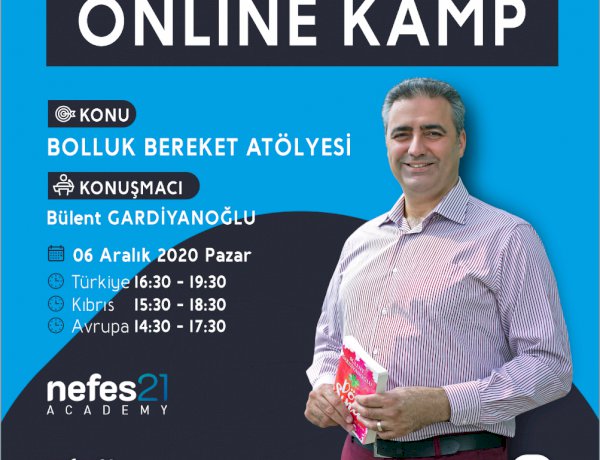 ONLINE KAMP
KONU
BOLLUK BEREKET ATÖLYESİ
KONUŞMACI
Bülent GARDİYANOĞLU
06 Aralık 2020 Pazar
Türkiye 16:30 - 19:30
Kıbrıs 15:30 - 18:30
Avrupa 14:30 - 17:30
nefes21
ACADEMY